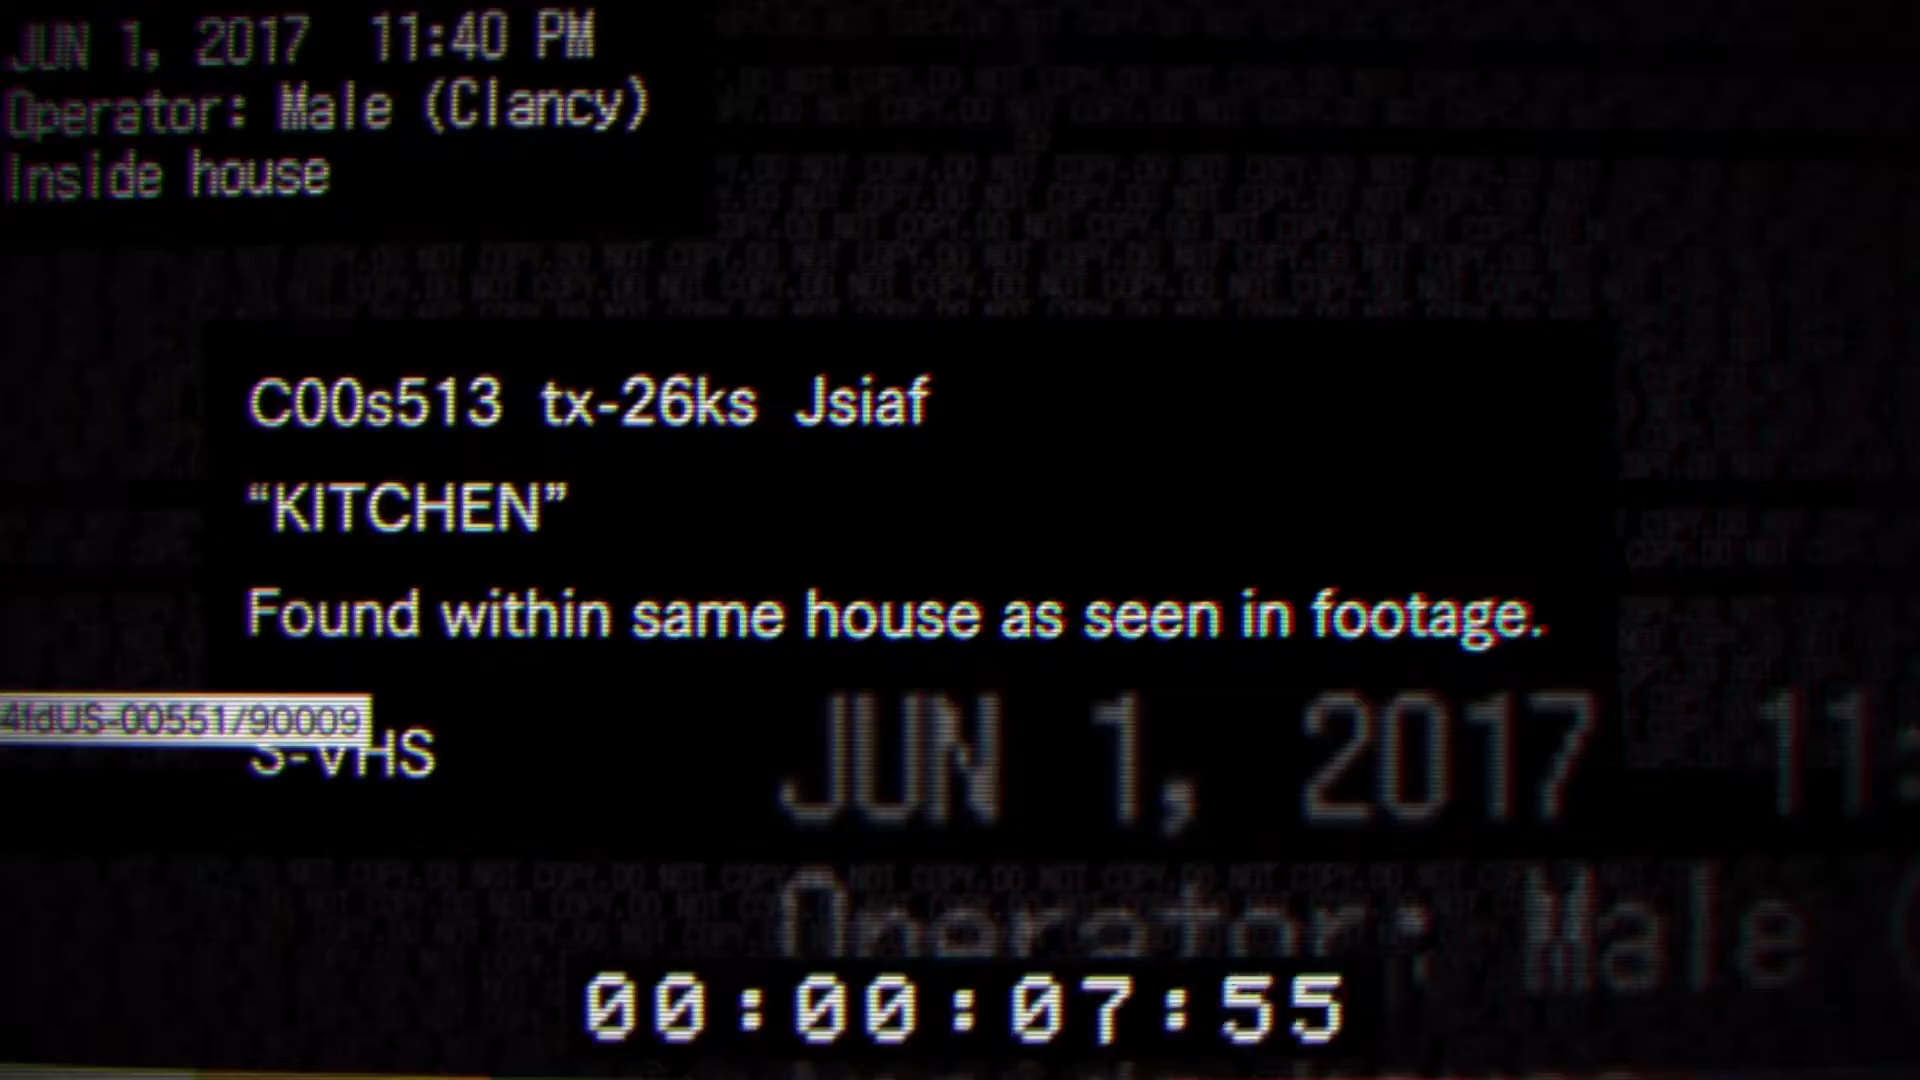 JUN 1, 2017 11:40 PM
Operator: Male (Clancy)
Inside house
C00s513 tx-26ks Jsiaf
“KITCHEN”
Found within same house as seen in footage.
4fdUS-00551/90009
S-VHS
JUN 1, 2017 11:
Operator: Male
00:00:07:55